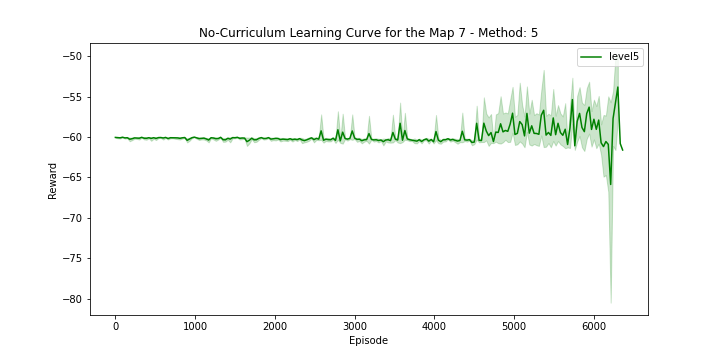 No-Curriculum Learning Curve for the Map 7 - Method: 5
level5
Reward
−50
−55
−60
−65
−70
−75
−80
0 1000 2000 3000 4000 5000 6000
Episode